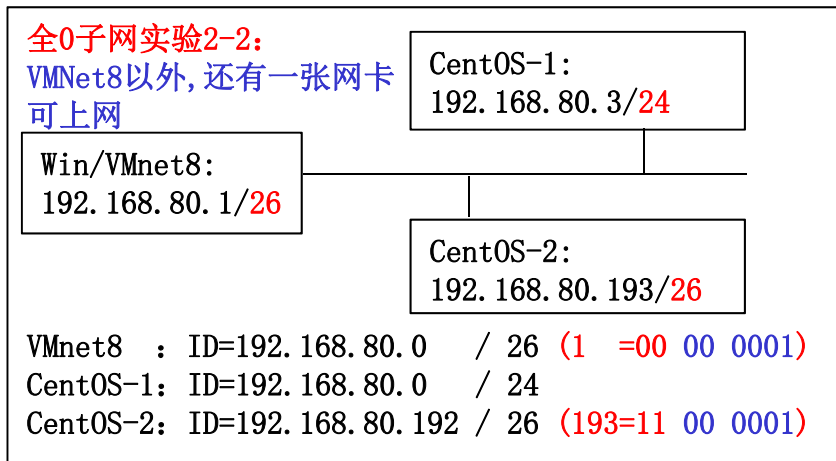 全0子网实验2-2：
VMNet8以外,还有一张网卡
可上网
CentOS-1:
192.168.80.3/24
Win/VMnet8:
192.168.80.1/26
CentOS-2:
192.168.80.193/26
VMnet8  ：ID=192.168.80.0   / 26 (1  =00 00 0001)
CentOS-1：ID=192.168.80.0   / 24
CentOS-2：ID=192.168.80.192 / 26 (193=11 00 0001)